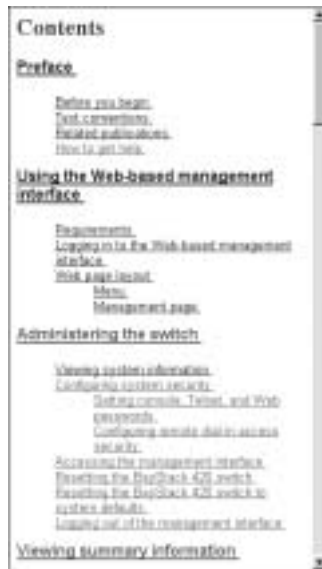 Contents
Preface
Before you begin
Text conventions
Related publications
How to get help
Using the Web-based management
interface
Requirements
Logging in to the Web-based management
interface
Web page layout
Menu
Management page
Administering the switch
Viewing system information
Configuring system security
Setting console, Telnet, and Web
passwords
Configuring remote dial-in access
security
Accessing the management interface
Resetting the BayStack 420 switch
Resetting the BayStack 420 switch to
system defaults
Logging out of the management interface
Viewing summary information